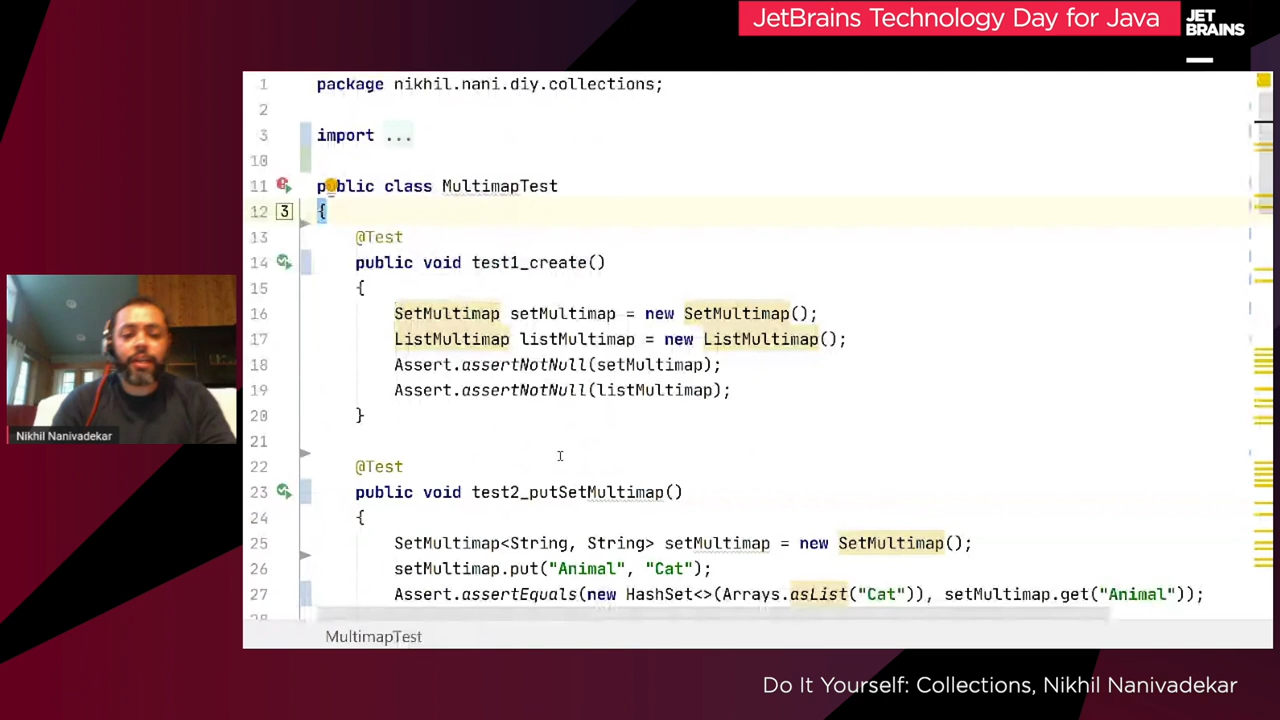 JetBrains Technology Day for Java
JET
BRAINS
1 package nikhil.nani.diy.collections;
2
3 import ...
10
11 public class MultimapTest
12 3 {
13 @Test
14 public void test1_create()
15 {
16 SetMultimap setMultimap = new SetMultimap();
17 ListMultimap listMultimap = new ListMultimap();
18 Assert.assertNotNull(setMultimap);
19 Assert.assertNotNull(listMultimap);
20 }
21
22 @Test
23 public void test2_putSetMultimap()
24 {
25 SetMultimap<String, String> setMultimap = new SetMultimap();
26 setMultimap.put("Animal", "Cat");
27 Assert.assertEquals(new HashSet<>(Arrays.asList("Cat")), setMultimap.get("Animal"));
28
MultimapTest
Nikhil Nanivadekar
Do It Yourself: Collections, Nikhil Nanivadekar